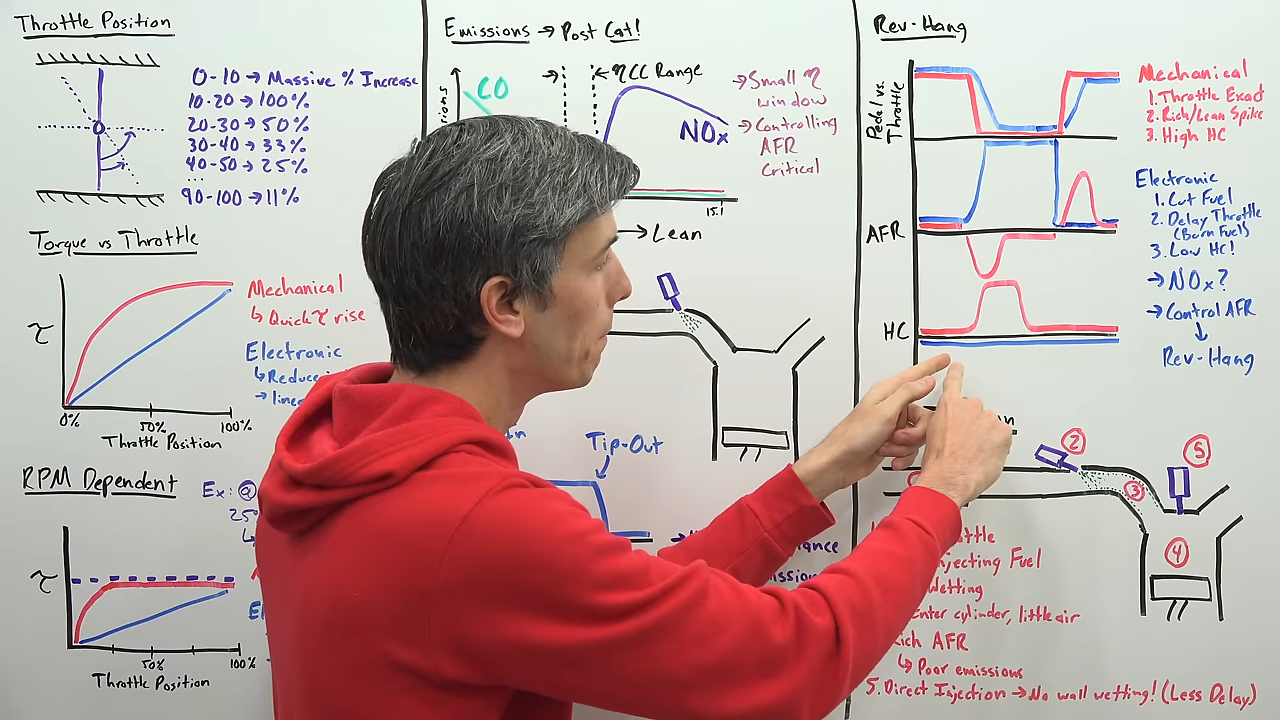 Throttle Position
0-10 → Massive % Increase
10-20 → 100%
20-30 → 50%
30-40 → 33%
40-50 → 25%
...
90-100 → 11%
Torque vs Throttle
τ
Mechanical
↳ Quick τ rise
Electronic
0% 50% 100%
Throttle Position
RPM Dependent
Ex: @
τ
50% 100%
Throttle Position
Emissions → Post Cat!
← ηCC Range
CO
NOx
15.1
→ Lean
→ Small η
window
→ Controlling
AFR
Critical
Tip-Out
Rev-Hang
Pedal vs.
Throttle
AFR
HC
Mechanical
1. Throttle Exact
2. Rich/Lean Spike
3. High HC
Electronic
1. Cut Fuel
2. Delay Throttle
(Burn Fuel)
3. Low HC!
→ NOx?
→ Control AFR
↓
Rev-Hang
2
5
3
4
Enter cylinder, little air
AFR
↳ Poor emissions
5. Direct Injection → No wall wetting! (Less Delay)